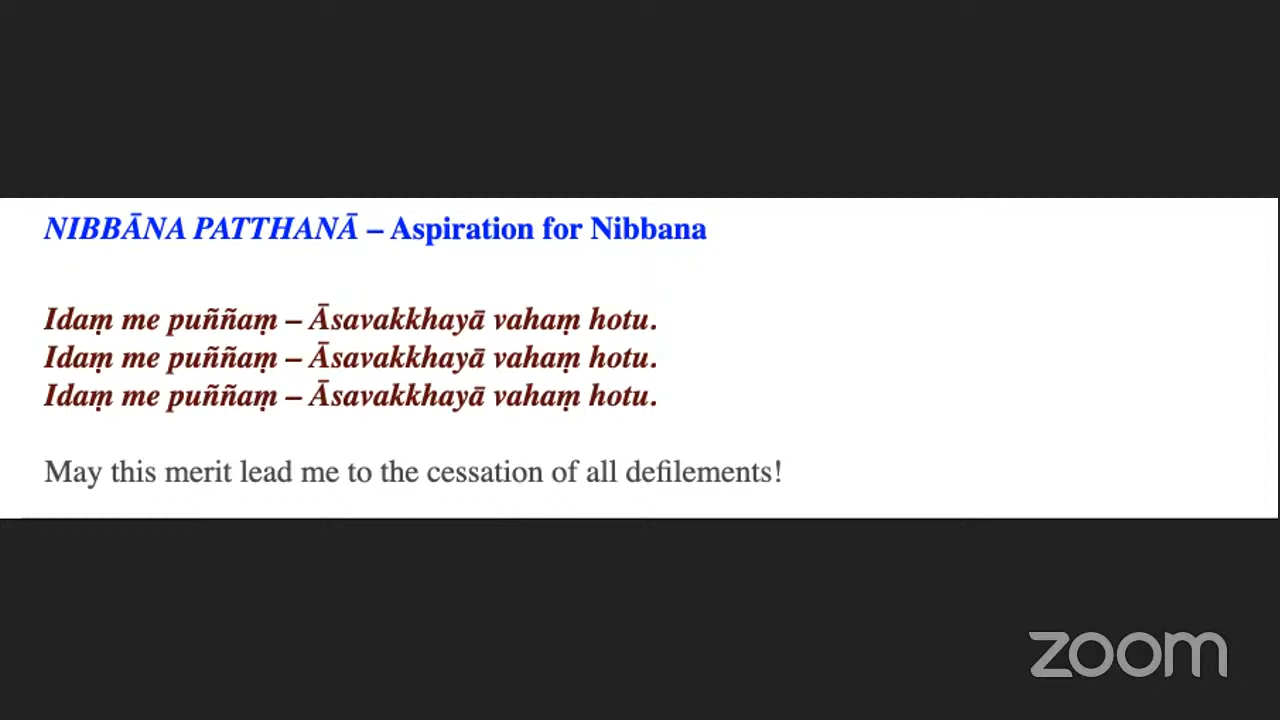 NIBBĀNA PATTHANĀ – Aspiration for Nibbana
Idaṃ me puññaṃ – Āsavakkhayā vahaṃ hotu.
Idaṃ me puññaṃ – Āsavakkhayā vahaṃ hotu.
Idaṃ me puññaṃ – Āsavakkhayā vahaṃ hotu.
May this merit lead me to the cessation of all defilements!
zoom